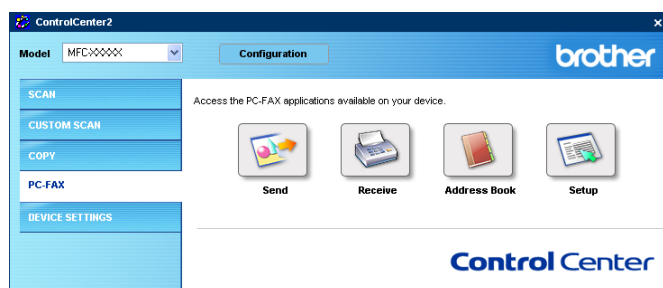 ControlCenter2
Model MFC-XXXX Configuration brother
SCAN
CUSTOM SCAN
COPY
PC-FAX
DEVICE SETTINGS
Access the PC-FAX applications available on your device.
Send Receive Address Book Setup
Control Center